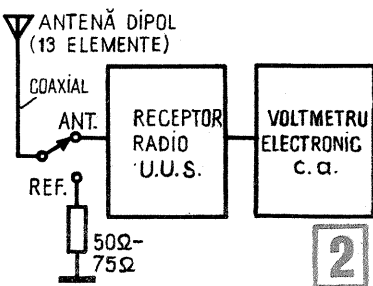 ANTENĂ DIPOL
(13 ELEMENTE)
COAXIAL
ANT.
REF.
50Ω-
75Ω
RECEPTOR
RADIO
U.U.S.
VOLTMETRU
ELECTRONIC
c.a.
2